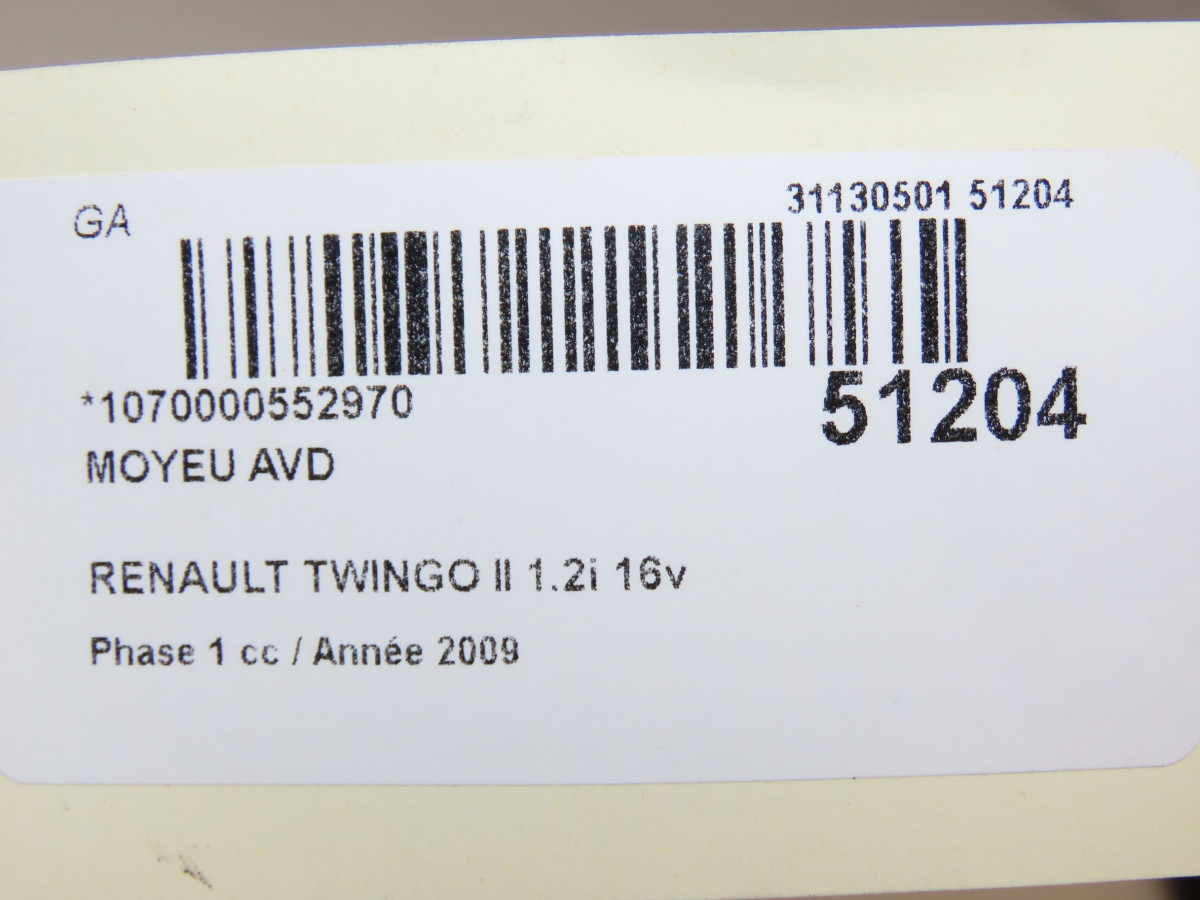 GA
31130501 51204
*1070000552970
51204
MOYEU AVD
RENAULT TWINGO II 1.2i 16v
Phase 1 cc / Année 2009